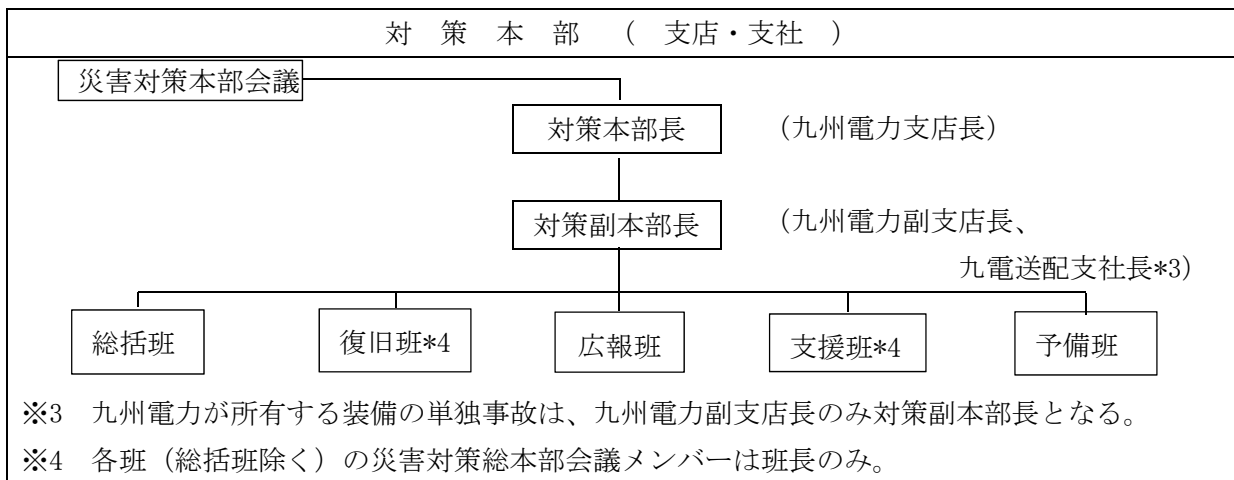 対 策 本 部 （ 支店・支社 ）
災害対策本部会議
対策本部長 （九州電力支店長）
対策副本部長 （九州電力副支店長、
九電送配支社長*3）
総括班 復旧班*4 広報班 支援班*4 予備班
※3 九州電力が所有する装備の単独事故は、九州電力副支店長のみ対策副本部長となる。
※4 各班（総括班除く）の災害対策総本部会議メンバーは班長のみ。